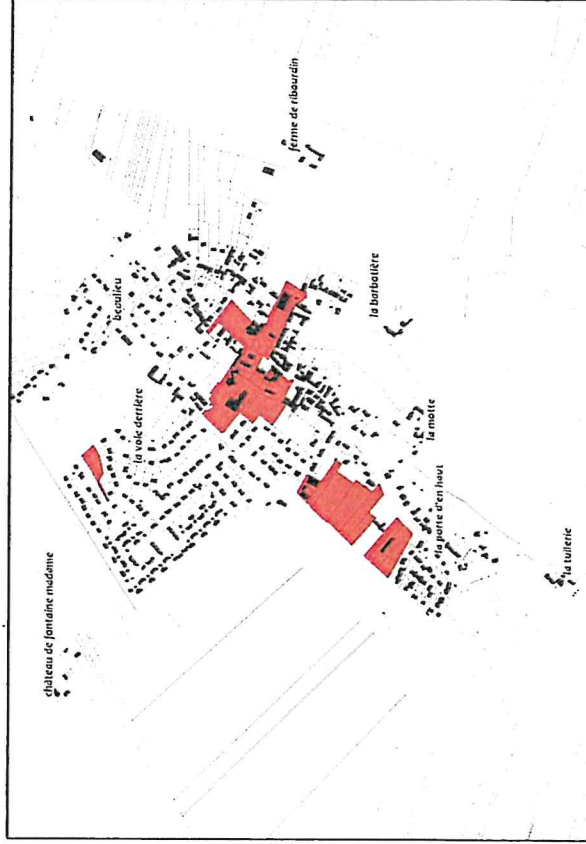 château de fontaine madame
la voie derrière
beaulieu
ferme de ribourdin
la barbotière
la motte
la porte d'en haut
la tuilerie